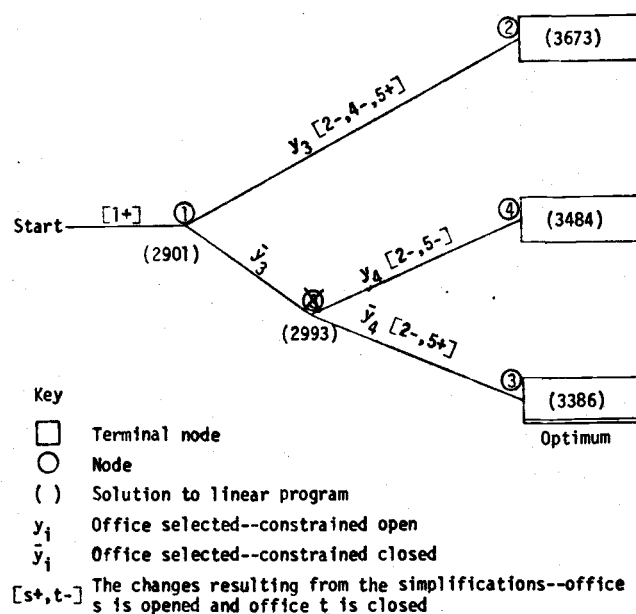 ② (3673)
y₃ [2-,4-,5+]
Start [1+] ①
(2901)
④ (3484)
ȳ₃
y₄ [2-,5-]
(2993)
ȳ₄ [2-,5+]
③ (3386)
Optimum
Key
Terminal node
Node
( ) Solution to linear program
yᵢ Office selected--constrained open
ȳᵢ Office selected--constrained closed
[s+,t-] The changes resulting from the simplifications--office
s is opened and office t is closed